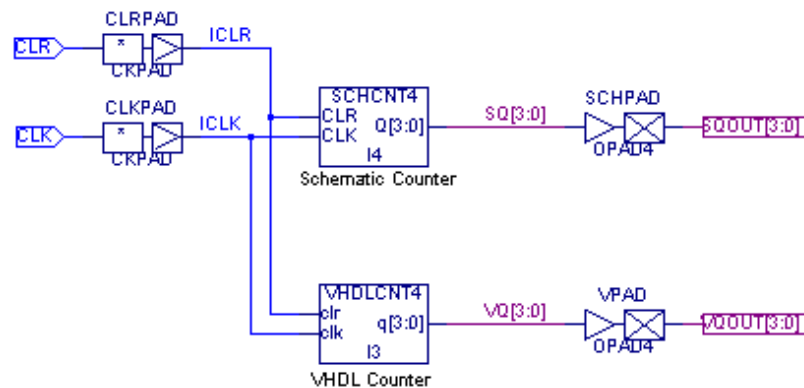 CLRPAD
CLR
*
ICLR
CKPAD
CLKPAD
CLK
*
ICLK
CKPAD
SCHCNT4
CLR
CLK
Q[3:0]
I4
Schematic Counter
SQ[3:0]
SCHPAD
OPAD4
SQOUT[3:0]
VHDLCNT4
clr
clk
q[3:0]
I3
VHDL Counter
VQ[3:0]
VPAD
OPAD4
VQOUT[3:0]